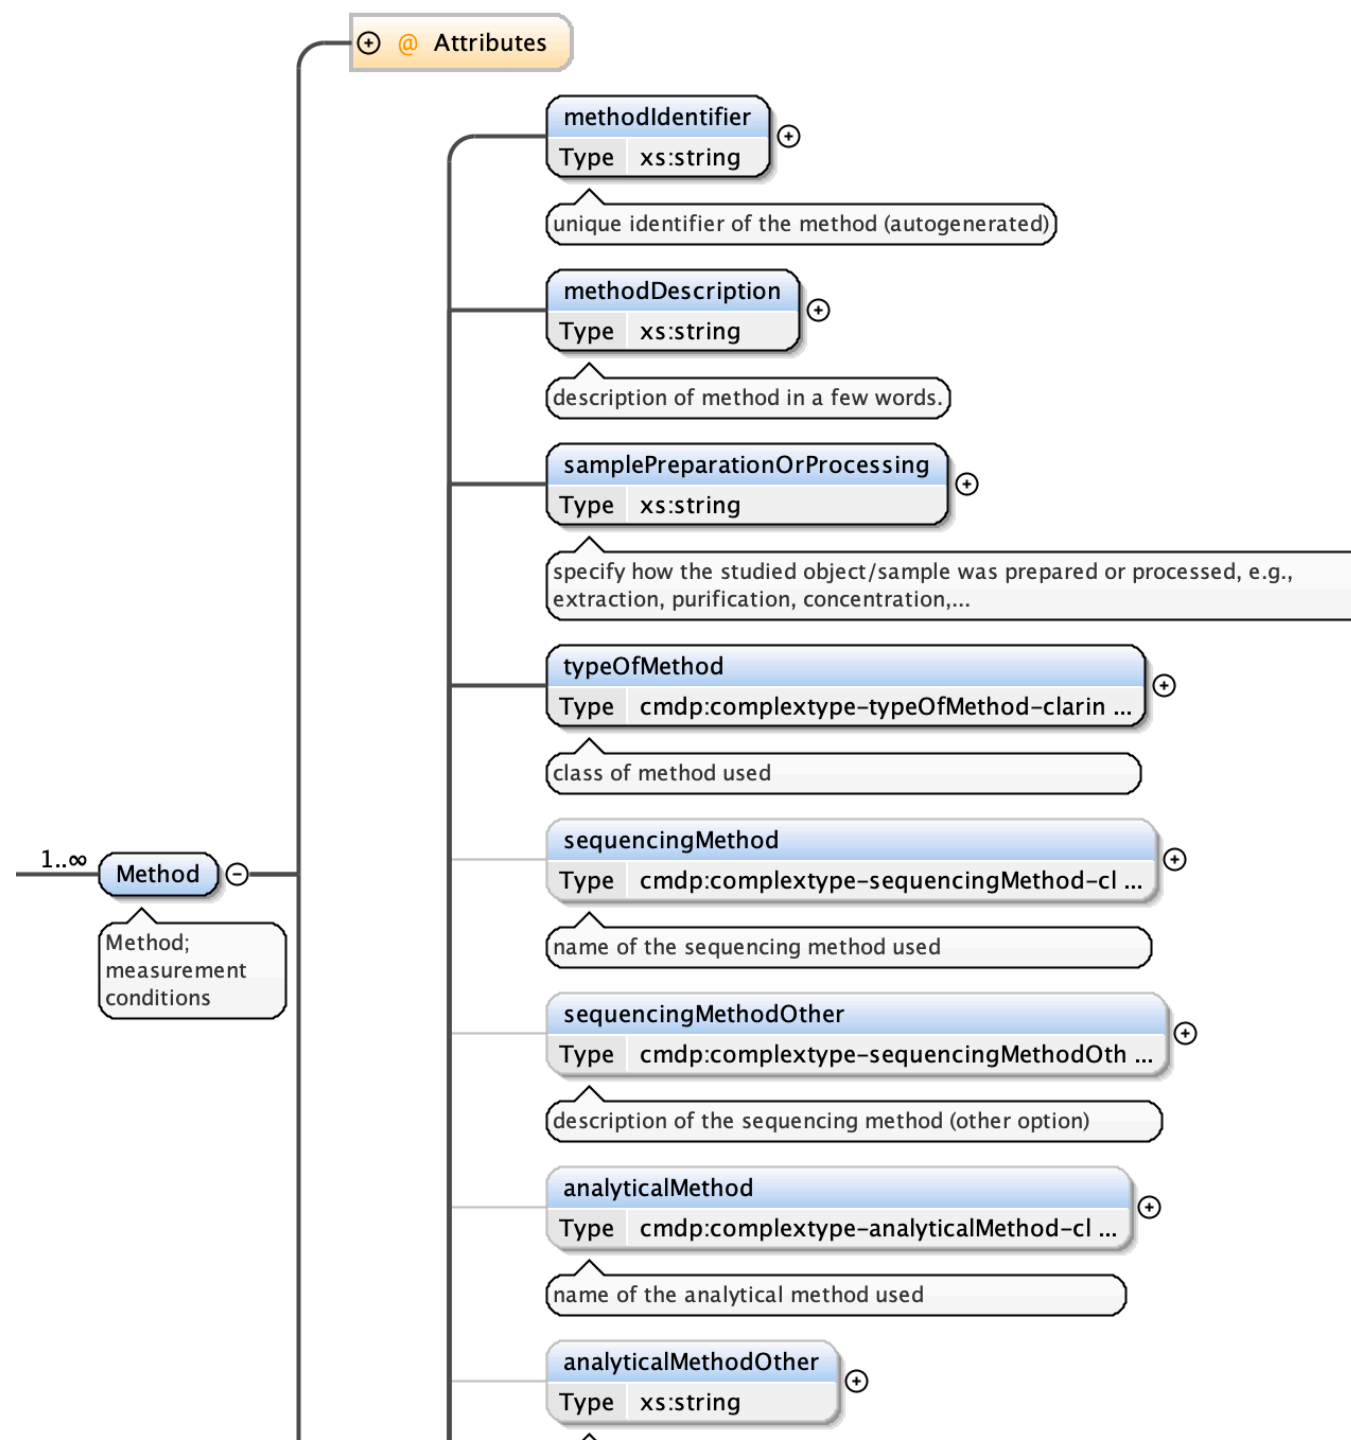 @ Attributes
methodIdentifier
Type xs:string
unique identifier of the method (autogenerated)
methodDescription
Type xs:string
description of method in a few words.
samplePreparationOrProcessing
Type xs:string
specify how the studied object/sample was prepared or processed, e.g.,
extraction, purification, concentration,...
typeOfMethod
Type cmdp:complextype-typeOfMethod-clarin ...
class of method used
sequencingMethod
Type cmdp:complextype-sequencingMethod-cl ...
name of the sequencing method used
1..∞
Method
Method;
measurement
conditions
sequencingMethodOther
Type cmdp:complextype-sequencingMethodOth ...
description of the sequencing method (other option)
analyticalMethod
Type cmdp:complextype-analyticalMethod-cl ...
name of the analytical method used
analyticalMethodOther
Type xs:string